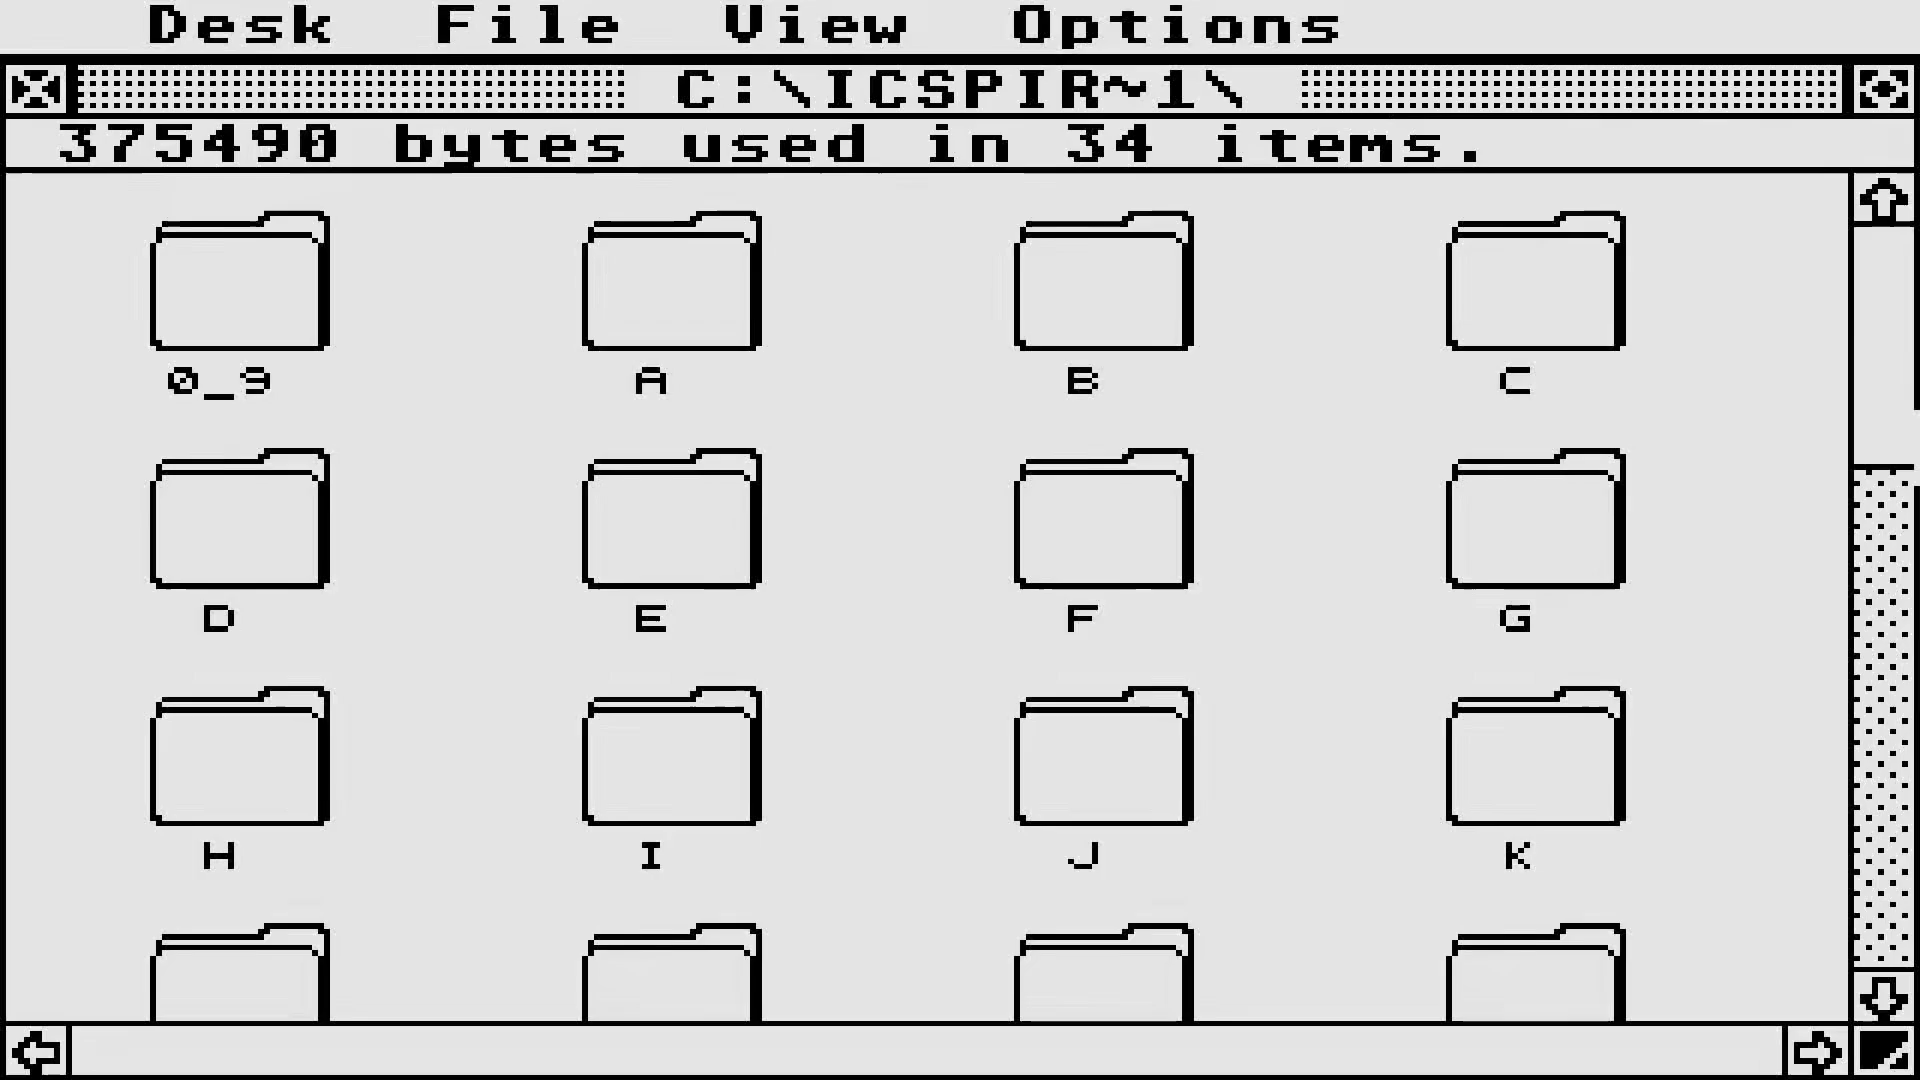 Desk File View Options
C:\ICSPIR~1\
375490 bytes used in 34 items.
0_9 A B C
D E F G
H I J K